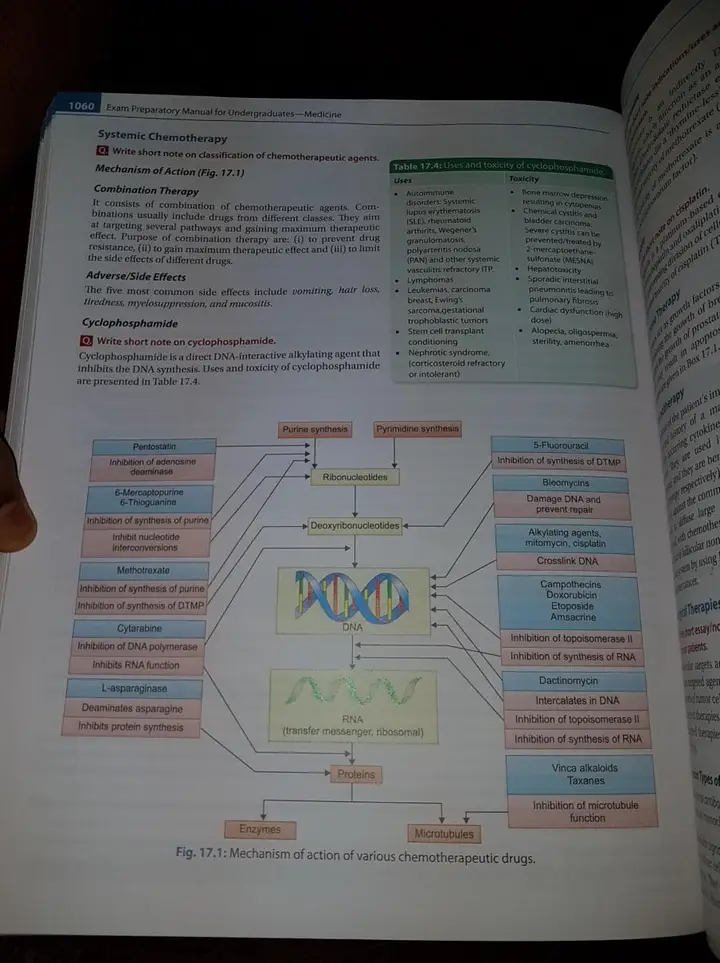 1060 Exam Preparatory Manual for Undergraduates—Medicine
Systemic Chemotherapy
Q. Write short note on classification of chemotherapeutic agents.
Mechanism of Action (Fig. 17.1)
Combination Therapy
It consists of combination of chemotherapeutic agents. Com-
binations usually include drugs from different classes. They aim
at targeting several pathways and gaining maximum therapeutic
effect. Purpose of combination therapy are: (i) to prevent drug
resistance, (ii) to gain maximum therapeutic effect and (iii) to limit
the side effects of different drugs.
Adverse/Side Effects
The five most common side effects include vomiting, hair loss,
tiredness, myelosuppression, and mucositis.
Cyclophosphamide
Q. Write short note on cyclophosphamide.
Cyclophosphamide is a direct DNA-interactive alkylating agent that
inhibits the DNA synthesis. Uses and toxicity of cyclophosphamide
are presented in Table 17.4.
Table 17.4: Uses and toxicity of cyclophosphamide.
Uses
• Autoimmune
disorders: Systemic
lupus erythematosis
(SLE), rheumatoid
arthirits, Wegener's
granulomatosis,
polyarteritis nodosa
(PAN) and other systemic
vasculitis refractory ITP.
• Lymphomas
• Leukemias, carcinoma
breast, Ewing's
sarcoma,gestational
trophoblastic tumors
• Stem cell transplant
conditioning
• Nephrotic syndrome,
(corticosteroid refractory
or intolerant)
Toxicity
• Bone marrow depression
resulting in cytopenias
• Chemical cystitis and
bladder carcinoma:
Severe cystitis can be
prevented/treated by
2-mercaptoethane-
sulfonate (MESNA)
• Hepatotoxicity
• Sporadic interstitial
pneumonitis leading to
pulmonary fibrosis
• Cardiac dysfunction (high
dose)
• Alopecia, oligospermia,
sterility, amenorrhea
Purine synthesis
Pyrimidine synthesis
Ribonucleotides
Deoxyribonucleotides
DNA
RNA
(transfer messenger, ribosomal)
Proteins
Enzymes
Microtubules
Pentostatin
Inhibition of adenosine
deaminase
6-Mercaptopurine
6-Thioguanine
Inhibition of synthesis of purine
Inhibit nucleotide
interconversions
Methotrexate
Inhibition of synthesis of purine
Inhibition of synthesis of DTMP
Cytarabine
Inhibition of DNA polymerase
Inhibits RNA function
L-asparaginase
Deaminates asparagine
Inhibits protein synthesis
5-Fluorouracil
Inhibition of synthesis of DTMP
Bleomycins
Damage DNA and
prevent repair
Alkylating agents,
mitomycin, cisplatin
Crosslink DNA
Campothecins
Doxorubicin
Etoposide
Amsacrine
Inhibition of topoisomerase II
Inhibition of synthesis of RNA
Dactinomycin
Intercalates in DNA
Inhibition of topoisomerase II
Inhibition of synthesis of RNA
Vinca alkaloids
Taxanes
Inhibition of microtubule
function
Fig. 17.1: Mechanism of action of various chemotherapeutic drugs.